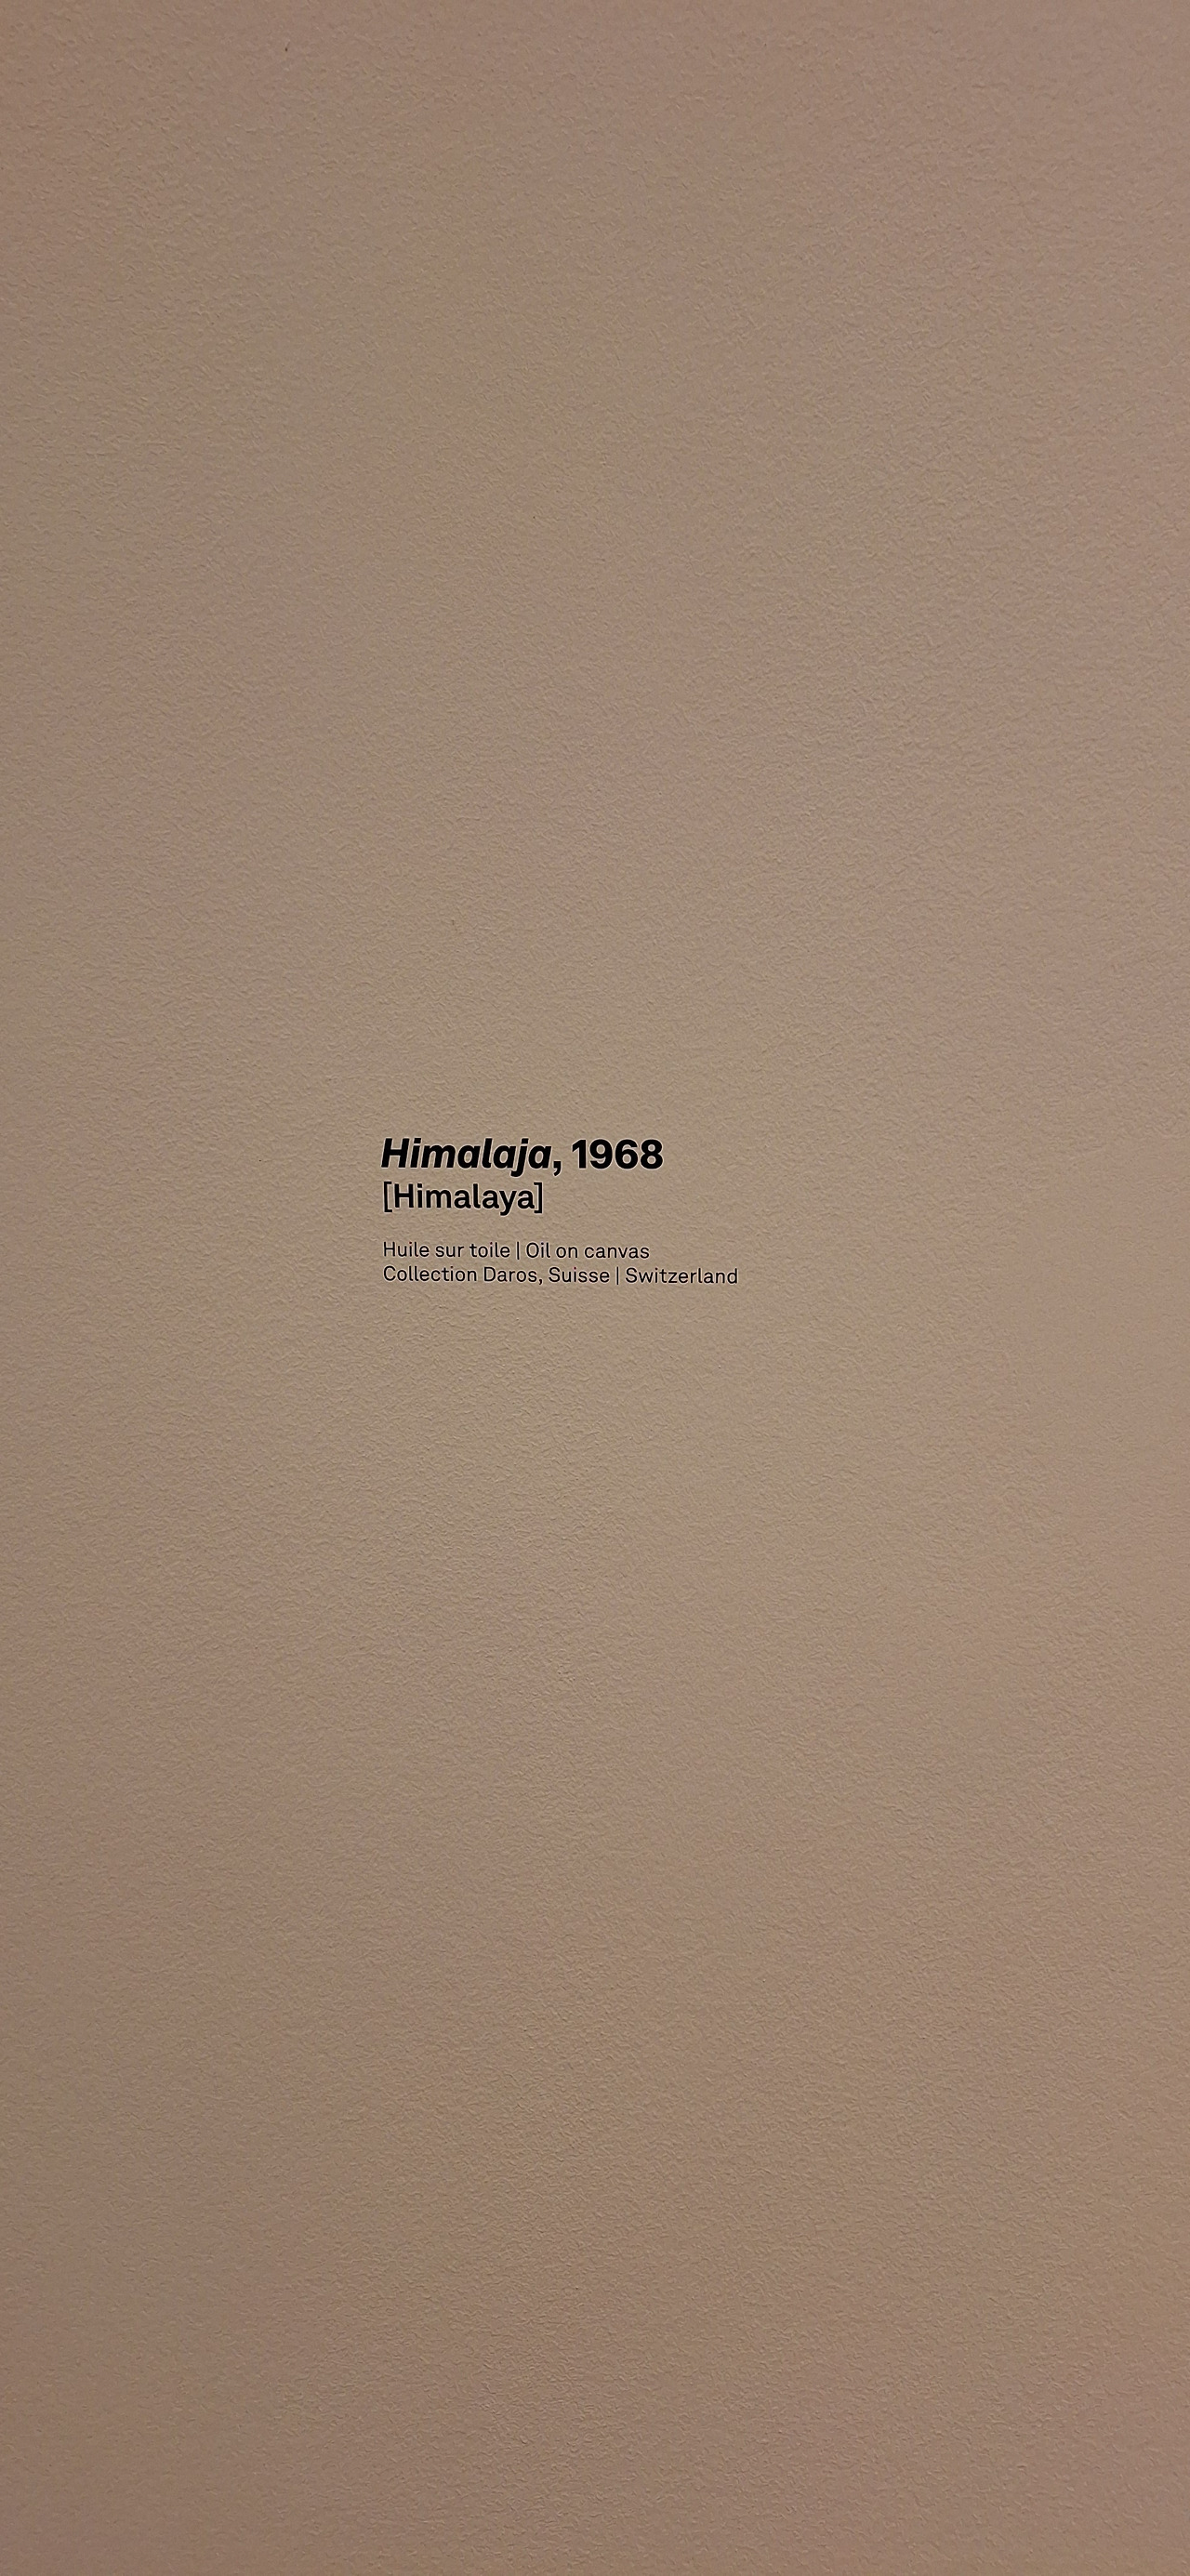 Himalaja, 1968
[Himalaya]
Huile sur toile | Oil on canvas
Collection Daros, Suisse | Switzerland